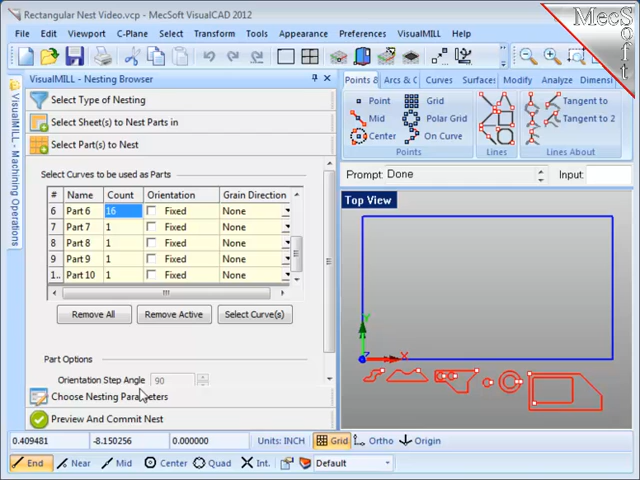 Rectangular Nest Video.vcp - MecSoft VisualCAD 2012
MecSoft
File Edit Viewport C-Plane Select Transform Tools Appearance Preferences VisualMILL Help
VisualMILL - Nesting Browser
VisualMILL - Machining Operations
Select Type of Nesting
Select Sheet(s) to Nest Parts in
Select Part(s) to Nest
Select Curves to be used as Parts
# Name Count Orientation Grain Direction
6 Part 6 16 Fixed None
7 Part 7 1 Fixed None
8 Part 8 1 Fixed None
9 Part 9 1 Fixed None
1.. Part 10 1 Fixed None
Remove All Remove Active Select Curve(s)
Part Options
Orientation Step Angle 90
Choose Nesting Parameters
Preview And Commit Nest
Points & Arcs & C Curves Surface Modify Analyze Dimensi
Point Grid Tangent to
Mid Polar Grid Tangent to 2
Center On Curve
Points Lines Lines About
Prompt: Done Input:
Top View
Y
Z X
0.409481 -8.150256 0.000000 Units: INCH Grid Ortho Origin
End Near Mid Center Quad Int. Default